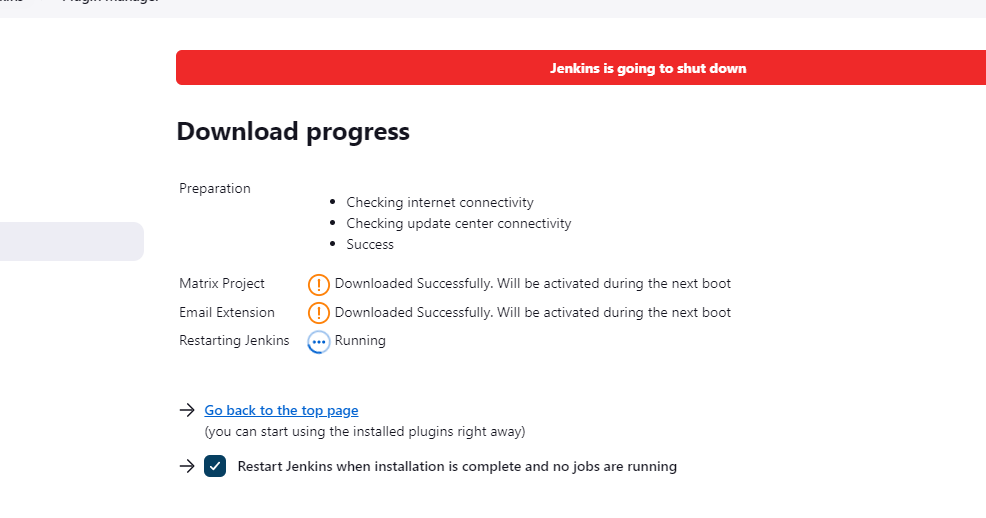 Jenkins is going to shut down
Download progress
Preparation
Checking internet connectivity
Checking update center connectivity
Success
Matrix Project Downloaded Successfully. Will be activated during the next boot
Email Extension Downloaded Successfully. Will be activated during the next boot
Restarting Jenkins Running
Go back to the top page
(you can start using the installed plugins right away)
Restart Jenkins when installation is complete and no jobs are running